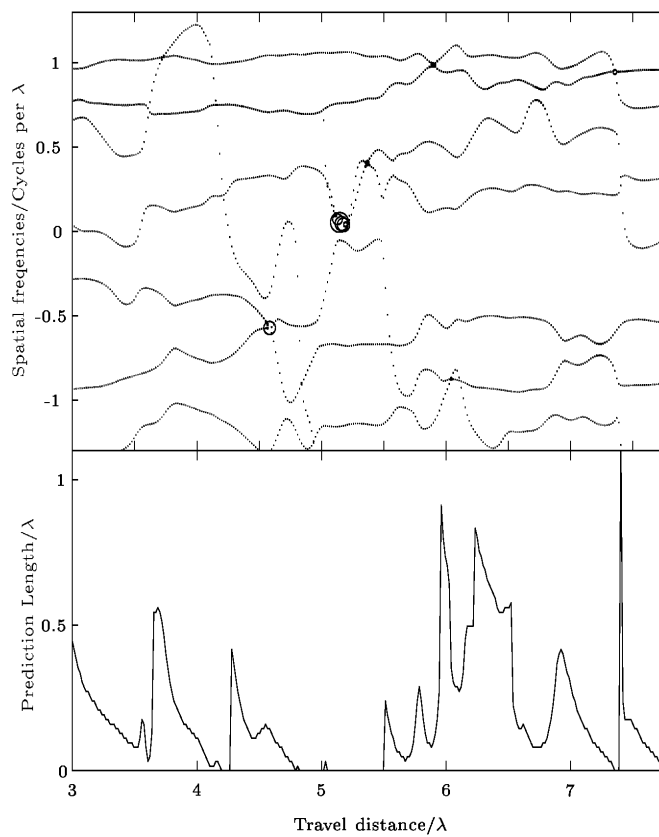 1
0.5
0
-0.5
-1
Spatial freqencies/Cycles per λ
1
0.5
0
Prediction Length/λ
3 4 5 6 7
Travel distance/λ